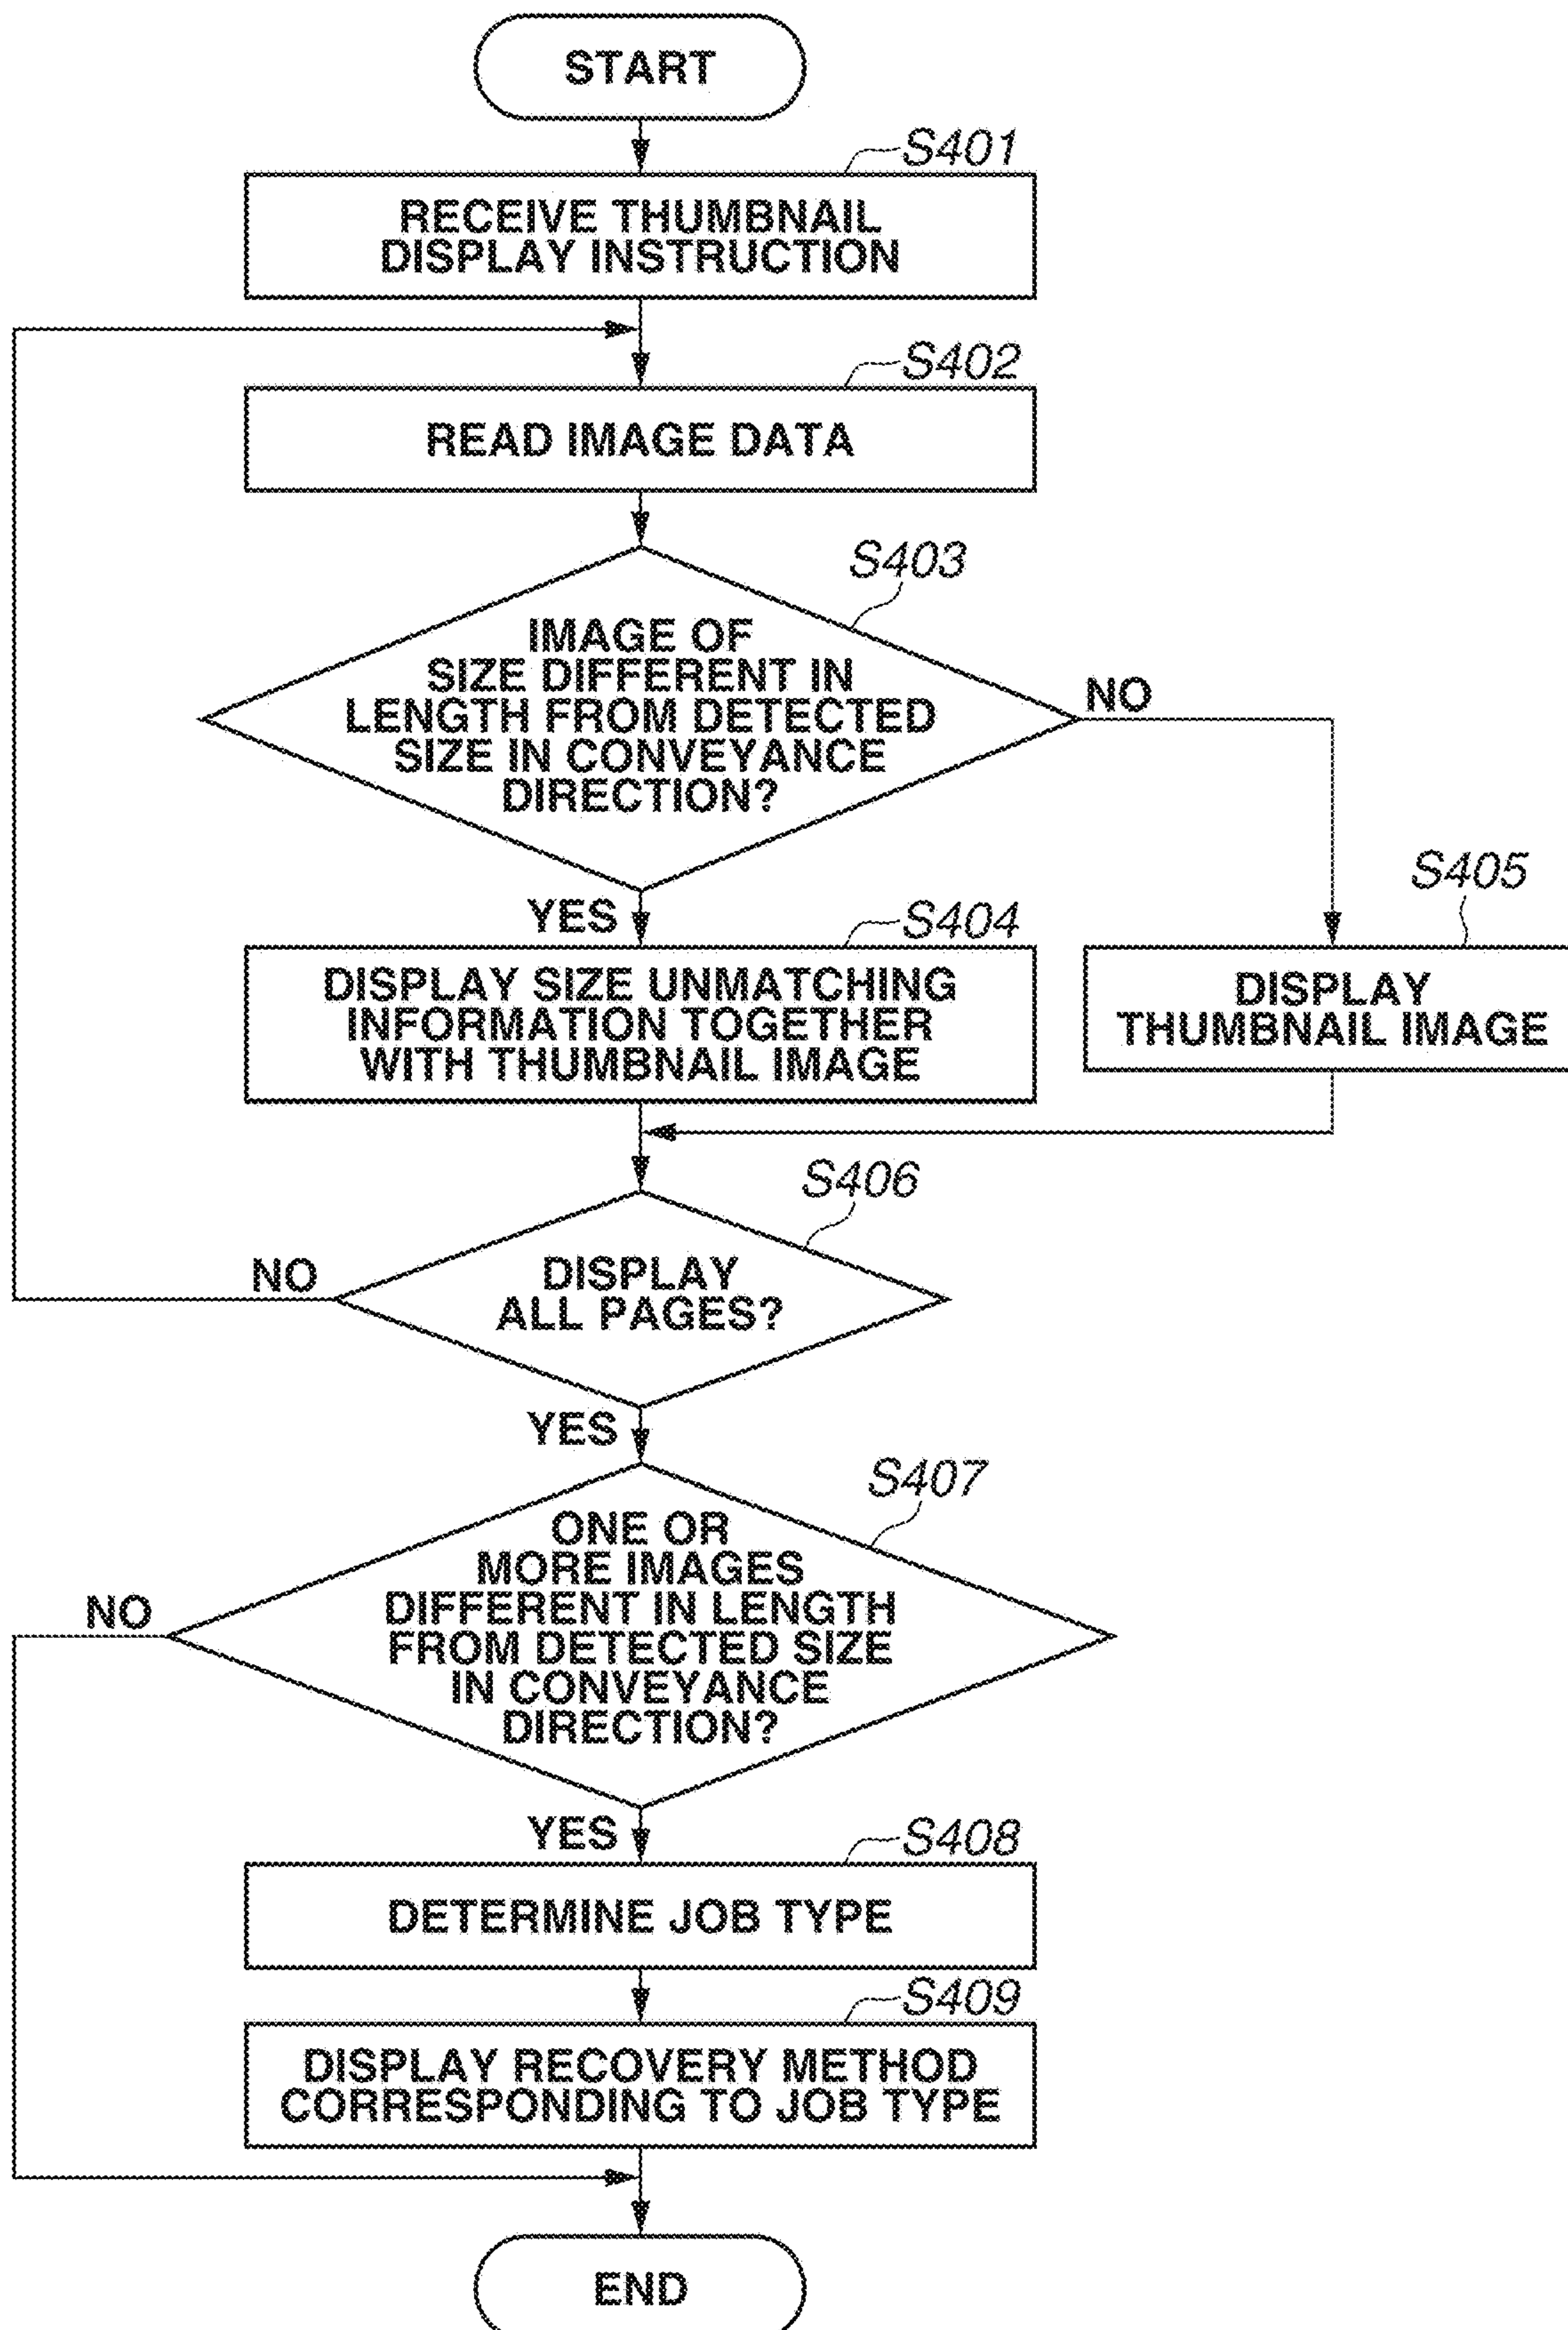 START
S401
RECEIVE THUMBNAIL
DISPLAY INSTRUCTION
S402
READ IMAGE DATA
S403
IMAGE OF
SIZE DIFFERENT IN
LENGTH FROM DETECTED
SIZE IN CONVEYANCE
DIRECTION?
NO
YES
S404
DISPLAY SIZE UNMATCHING
INFORMATION TOGETHER
WITH THUMBNAIL IMAGE
S405
DISPLAY
THUMBNAIL IMAGE
S406
DISPLAY
ALL PAGES?
NO
YES
S407
ONE OR
MORE IMAGES
DIFFERENT IN LENGTH
FROM DETECTED SIZE
IN CONVEYANCE
DIRECTION?
NO
YES
S408
DETERMINE JOB TYPE
S409
DISPLAY RECOVERY METHOD
CORRESPONDING TO JOB TYPE
END